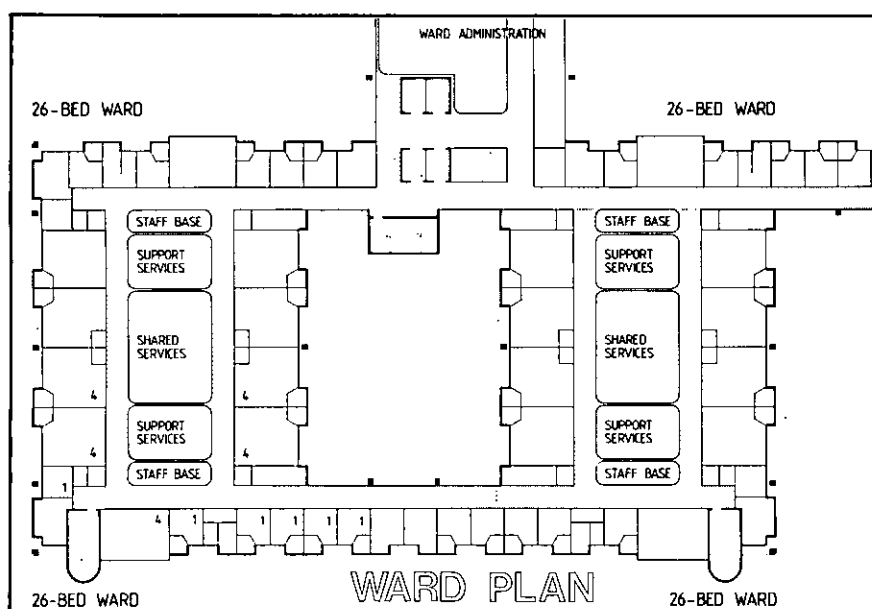 WARD ADMINISTRATION
26-BED WARD
26-BED WARD
STAFF BASE
STAFF BASE
SUPPORT
SERVICES
SUPPORT
SERVICES
SHARED
SERVICES
SHARED
SERVICES
4
4
SUPPORT
SERVICES
SUPPORT
SERVICES
4
4
STAFF BASE
STAFF BASE
1
4
1
1
1
1
1
WARD PLAN
26-BED WARD
26-BED WARD